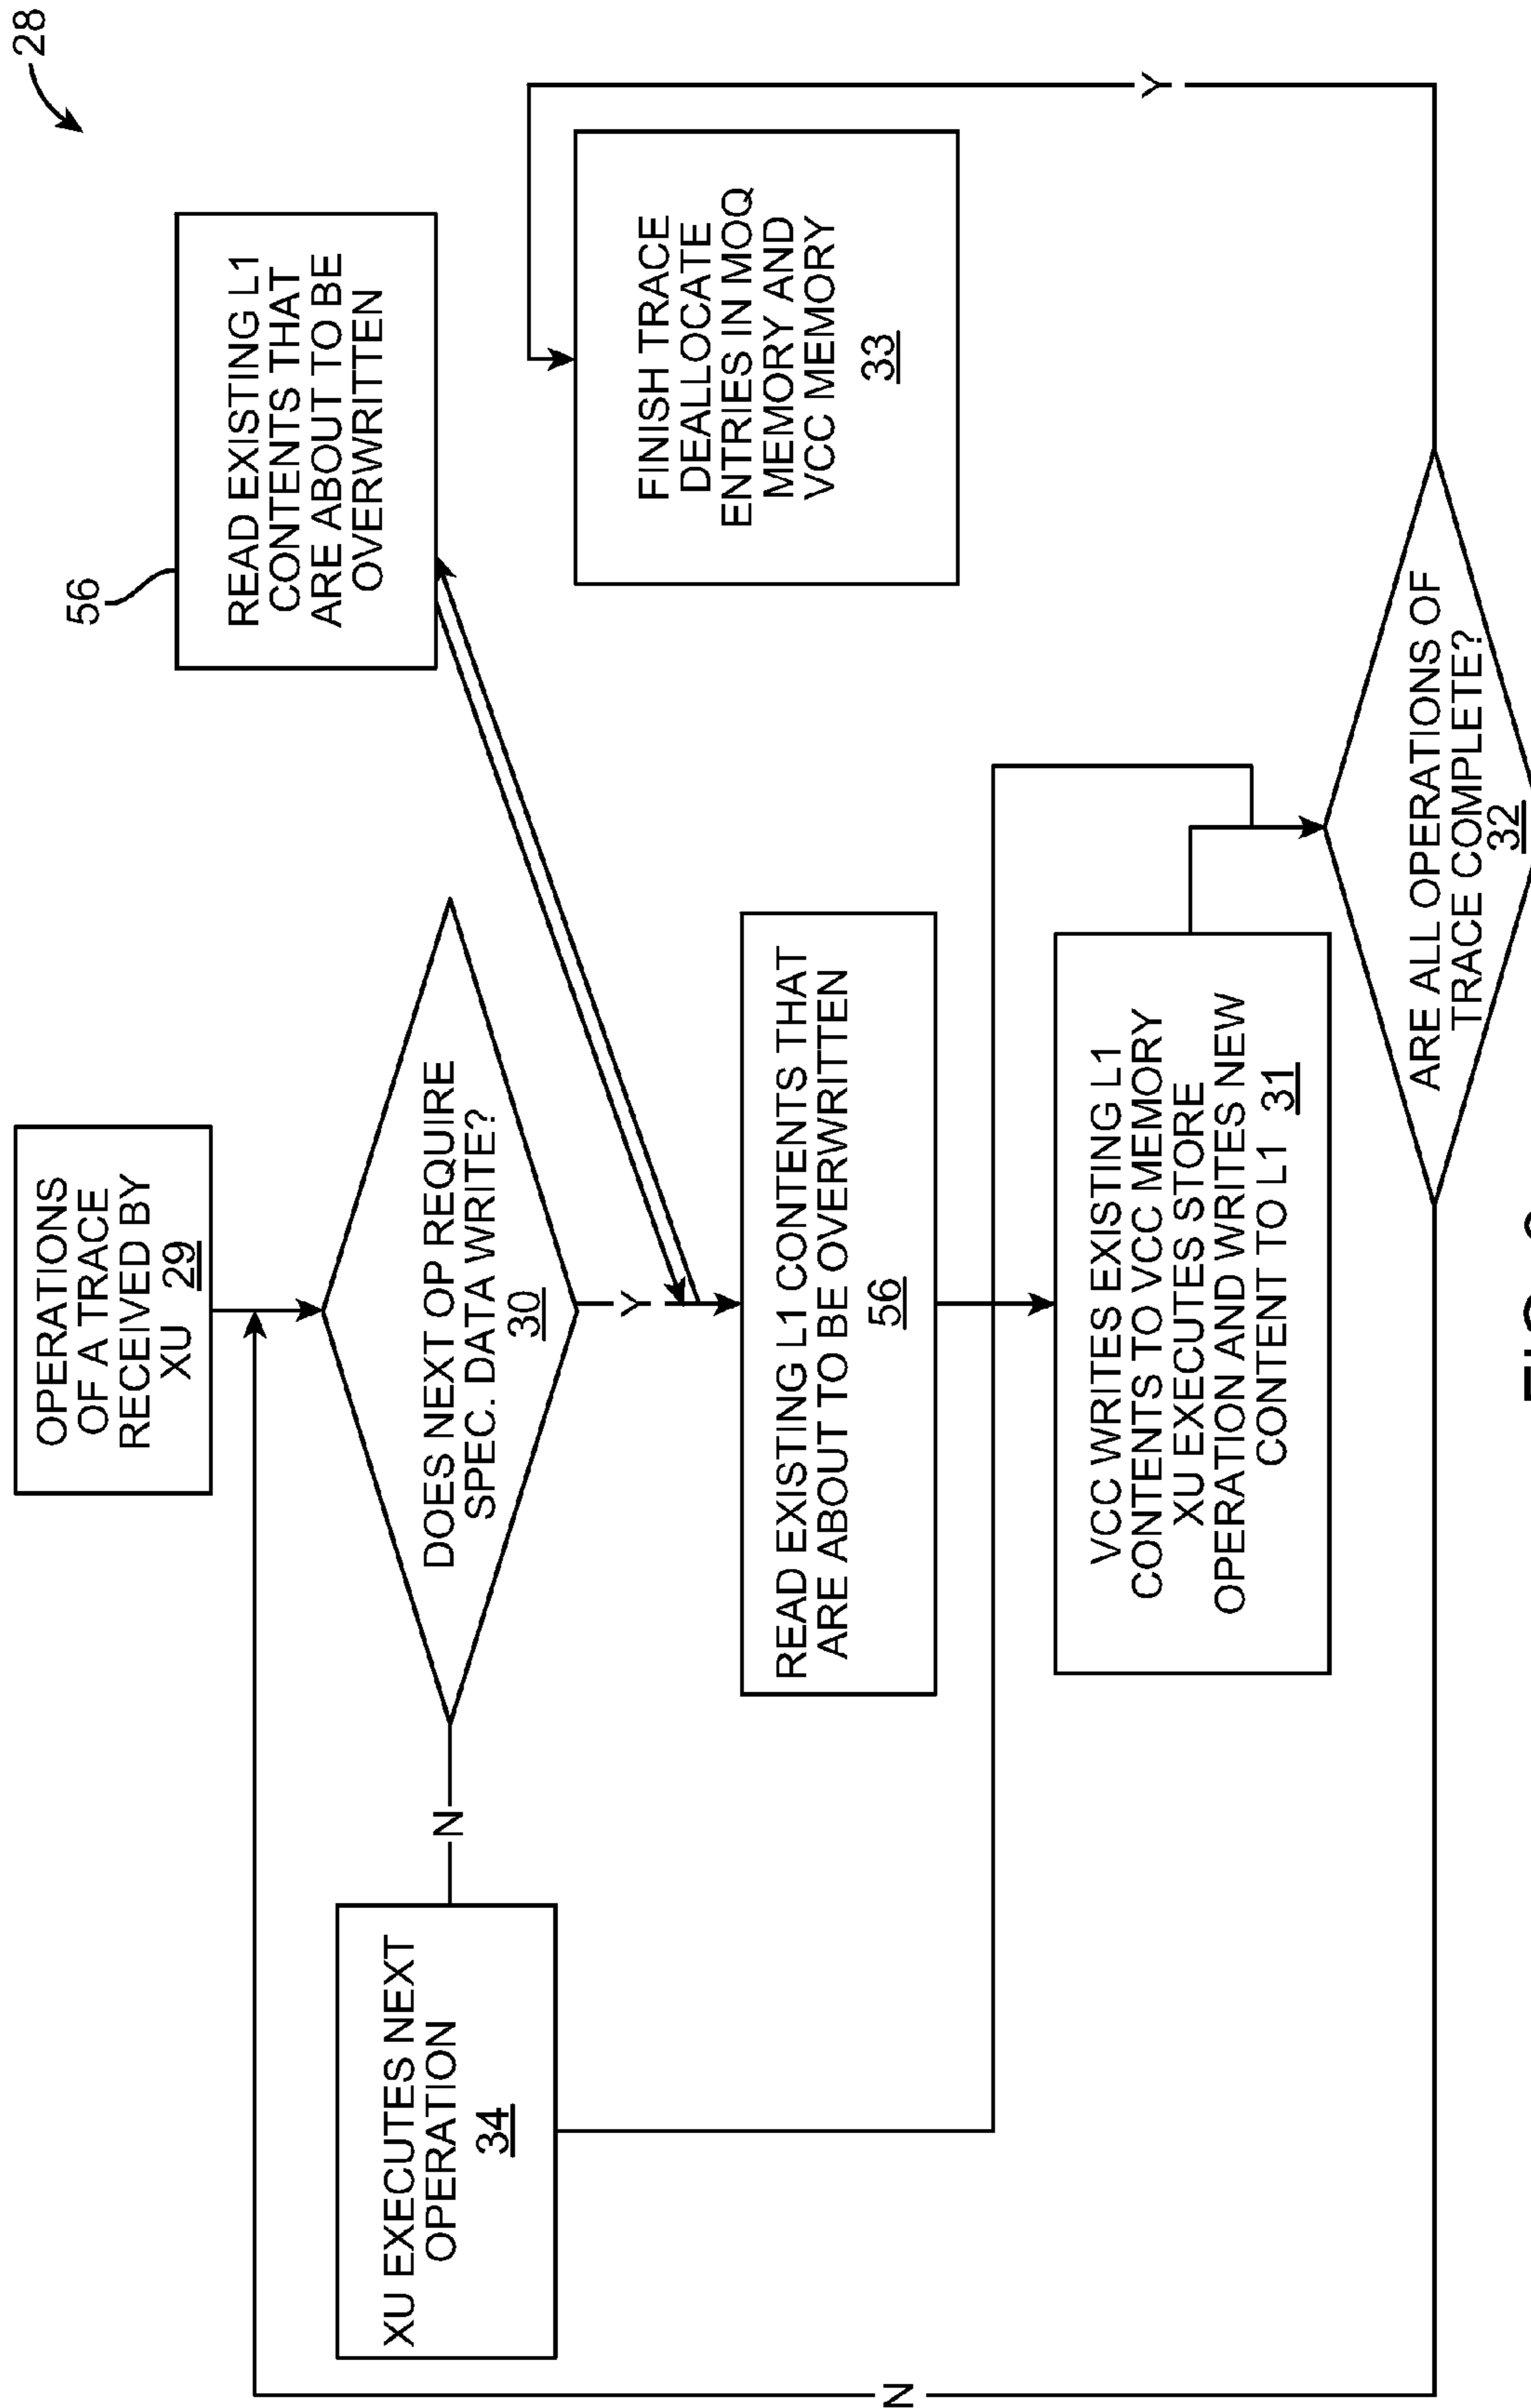 28
OPERATIONS
OF A TRACE
RECEIVED BY
XU 29
56
READ EXISTING L1
CONTENTS THAT
ARE ABOUT TO BE
OVERWRITTEN
DOES NEXT OP REQUIRE
SPEC. DATA WRITE?
30
N
Y
XU EXECUTES NEXT
OPERATION
34
READ EXISTING L1 CONTENTS THAT
ARE ABOUT TO BE OVERWRITTEN
56
FINISH TRACE
DEALLOCATE
ENTRIES IN MOQ
MEMORY AND
VCC MEMORY
33
VCC WRITES EXISTING L1
CONTENTS TO VCC MEMORY
XU EXECUTES STORE
OPERATION AND WRITES NEW
CONTENT TO L1 31
Y
N
ARE ALL OPERATIONS OF
TRACE COMPLETE?
32